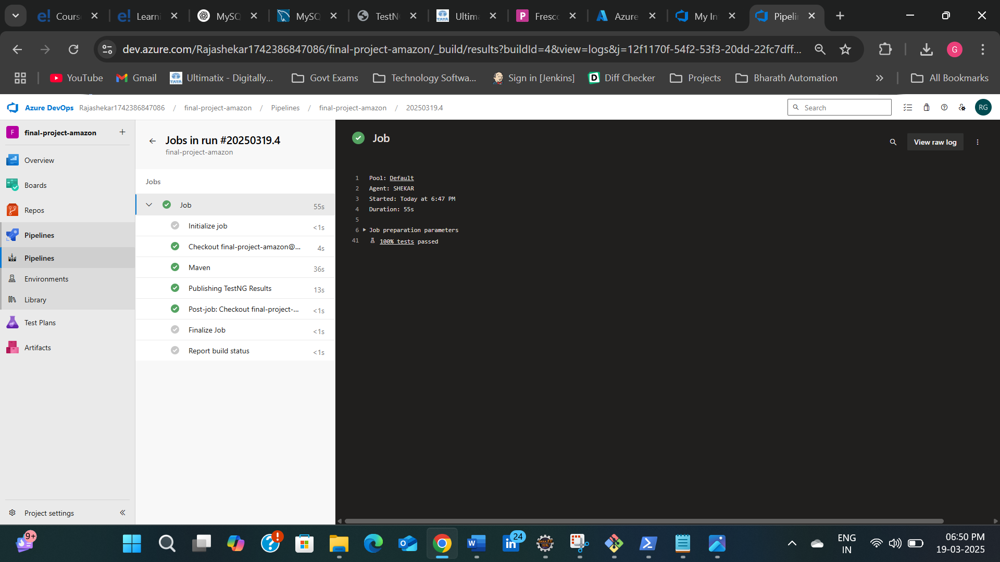 Cours
Learni
MySQ
MySQ
TestN
Ultima
Fresco
Azure
My In
Pipelin
dev.azure.com/Rajashekar1742386847086/final-project-amazon/_build/results?buildId=4&view=logs&j=12f1170f-54f2-53f3-20dd-22fc7dff...
G
YouTube
Gmail
TATA
Ultimatix - Digitally...
Govt Exams
Technology Softwa...
Sign in [Jenkins]
Diff Checker
Projects
Bharath Automation
»
All Bookmarks
Azure DevOps Rajashekar1742386847086 / final-project-amazon / Pipelines / final-project-amazon / 20250319.4
Search
RG
F final-project-amazon +
Overview
Boards
Repos
Pipelines
Pipelines
Environments
Library
Test Plans
Artifacts
Project settings
Jobs in run #20250319.4
final-project-amazon
Jobs
Job 55s
Initialize job <1s
Checkout final-project-amazon@... 4s
Maven 36s
Publishing TestNG Results 13s
Post-job: Checkout final-project-... <1s
Finalize Job <1s
Report build status <1s
Job
View raw log
1 Pool: Default
2 Agent: SHEKAR
3 Started: Today at 6:47 PM
4 Duration: 55s
5
6 Job preparation parameters
41 100% tests passed
9+
24
ENG
IN
06:50 PM
19-03-2025